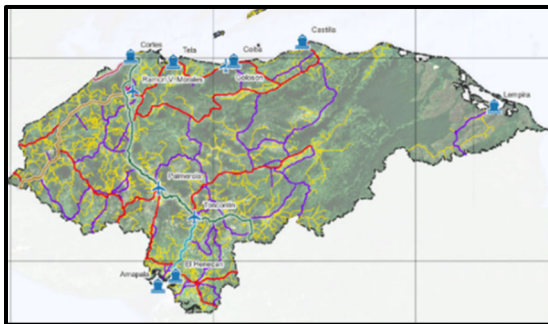 Castilla
Cortes
Tela
Ceiba
Goloson
Ramon V Morales
Lempira
Palmerola
Toncontin
El Henecan
Amapala